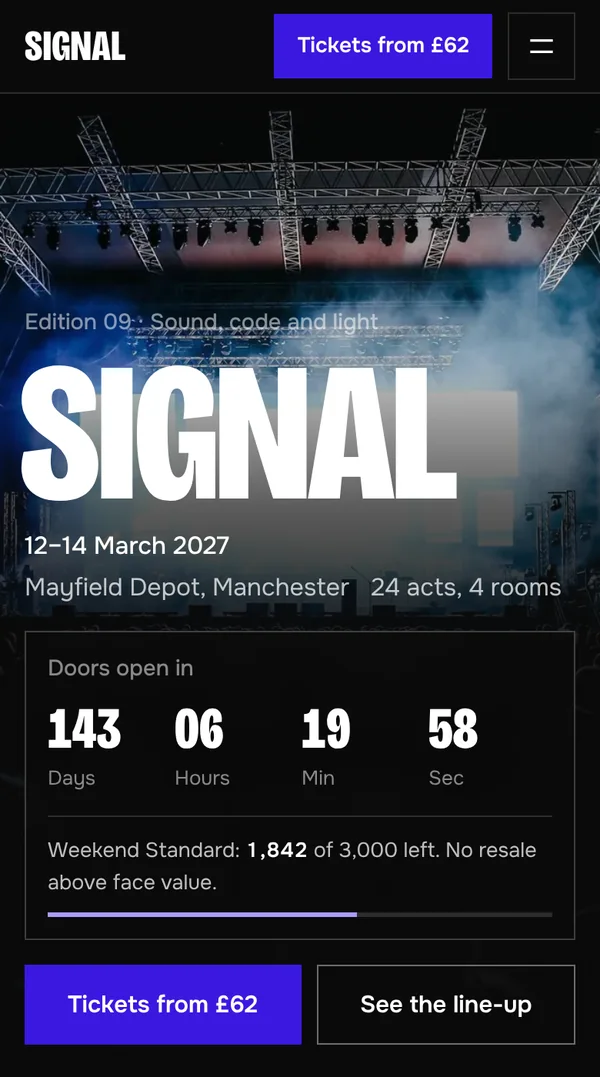 SIGNAL
Tickets from £62
Edition 09 · Sound, code and light
SIGNAL
12–14 March 2027
Mayfield Depot, Manchester 24 acts, 4 rooms
Doors open in
143 06 19 58
Days Hours Min Sec
Weekend Standard: 1,842 of 3,000 left. No resale
above face value.
Tickets from £62
See the line-up